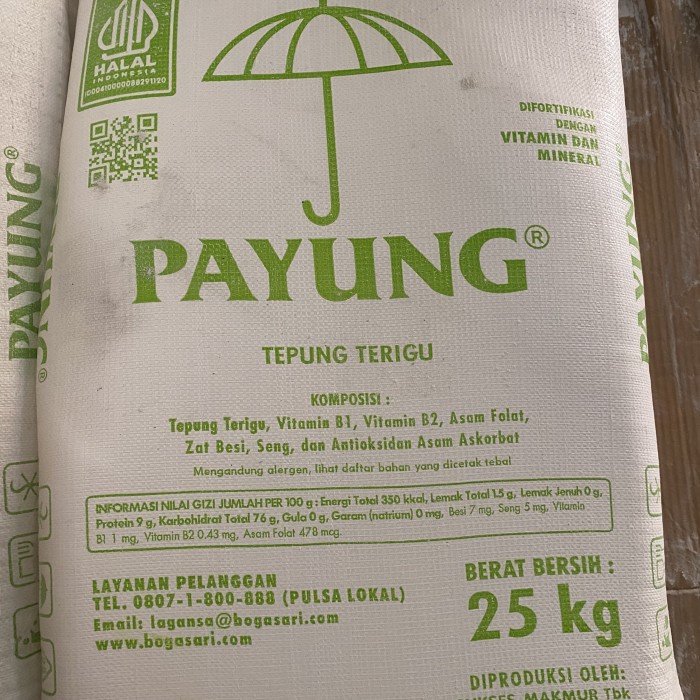 HALAL
INDONESIA
ID00410000088291120
DIFORTIFIKASI
DENGAN
VITAMIN DAN
MINERAL
PAYUNG®
PAYUNG®
TEPUNG TERIGU
KOMPOSISI :
Tepung Terigu, Vitamin B1, Vitamin B2, Asam Folat,
Zat Besi, Seng, dan Antioksidan Asam Askorbat
Mengandung alergen, lihat daftar bahan yang dicetak tebal
INFORMASI NILAI GIZI JUMLAH PER 100 g : Energi Total 350 kkal, Lemak Total 1.5 g, Lemak Jenuh 0 g,
Protein 9 g, Karbohidrat Total 76 g, Gula 0 g, Garam (natrium) 0 mg, Besi 7 mg, Seng 5 mg, Vitamin
B1 1 mg, Vitamin B2 0.43 mg, Asam Folat 478 mcg.
LAYANAN PELANGGAN
TEL. 0807-1-800-888 (PULSA LOKAL)
Email: lagansa@bogasari.com
www.bogasari.com
BERAT BERSIH :
25 kg
DIPRODUKSI OLEH:
MAKMUR Tbk